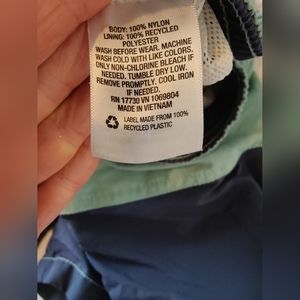 BODY: 100% NYLON
LINING: 100% RECYCLED
POLYESTER
WASH BEFORE WEAR. MACHINE
WASH COLD WITH LIKE COLORS.
ONLY NON-CHLORINE BLEACH IF
NEEDED. TUMBLE DRY LOW.
REMOVE PROMPTLY. COOL IRON
IF NEEDED.
RN 17730 VN 1069804
MADE IN VIETNAM
LABEL MADE FROM 100%
RECYCLED PLASTIC